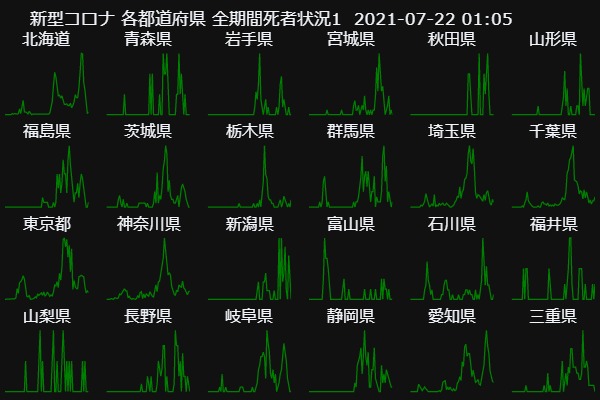 新型コロナ 各都道府県 全期間死者状況1 2021-07-22 01:05
北海道 青森県 岩手県 宮城県 秋田県 山形県
福島県 茨城県 栃木県 群馬県 埼玉県 千葉県
東京都 神奈川県 新潟県 富山県 石川県 福井県
山梨県 長野県 岐阜県 静岡県 愛知県 三重県